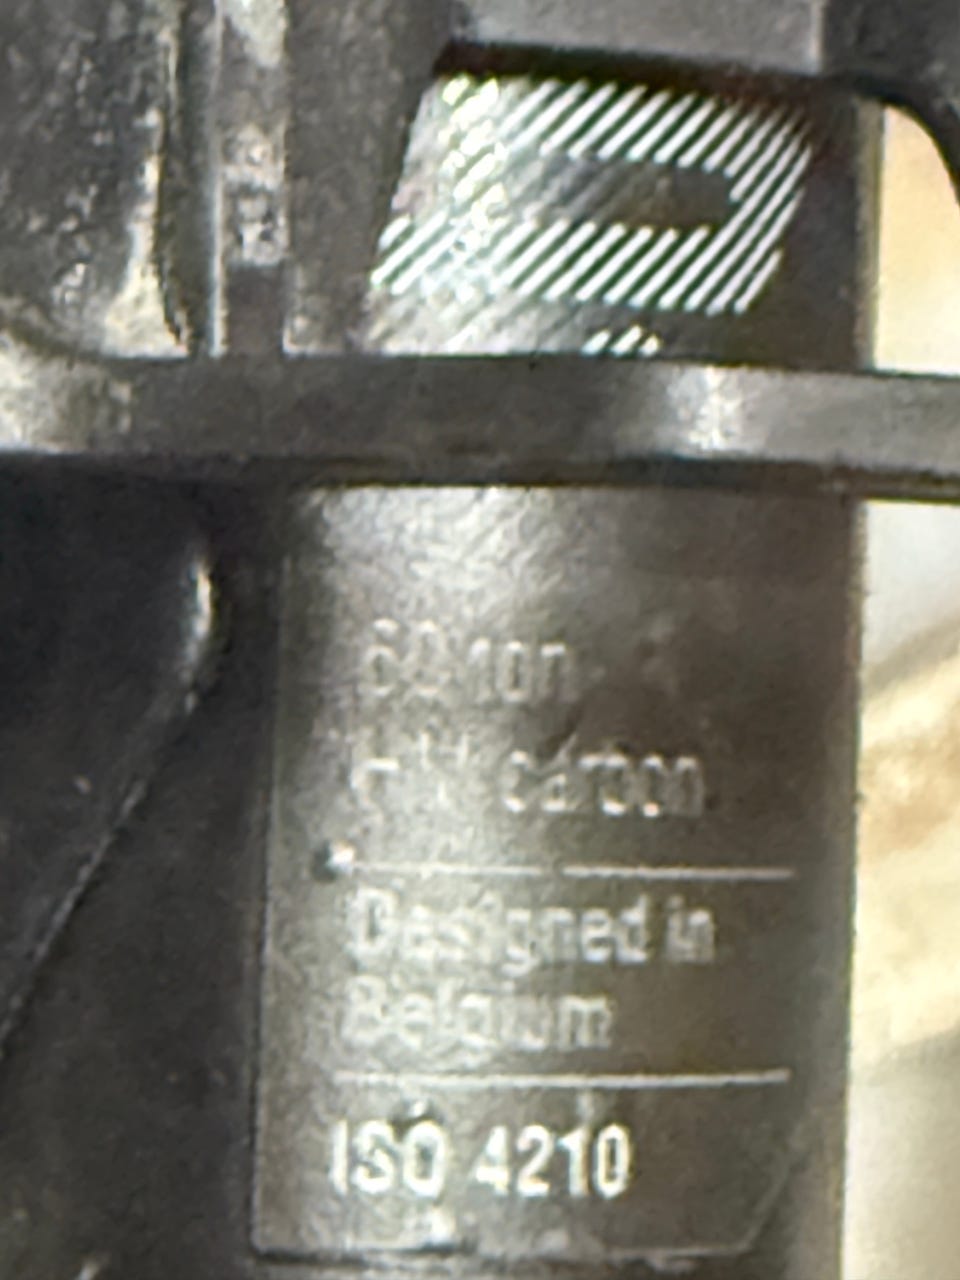 60 ton
carbon
Designed in
Belgium
ISO 4210